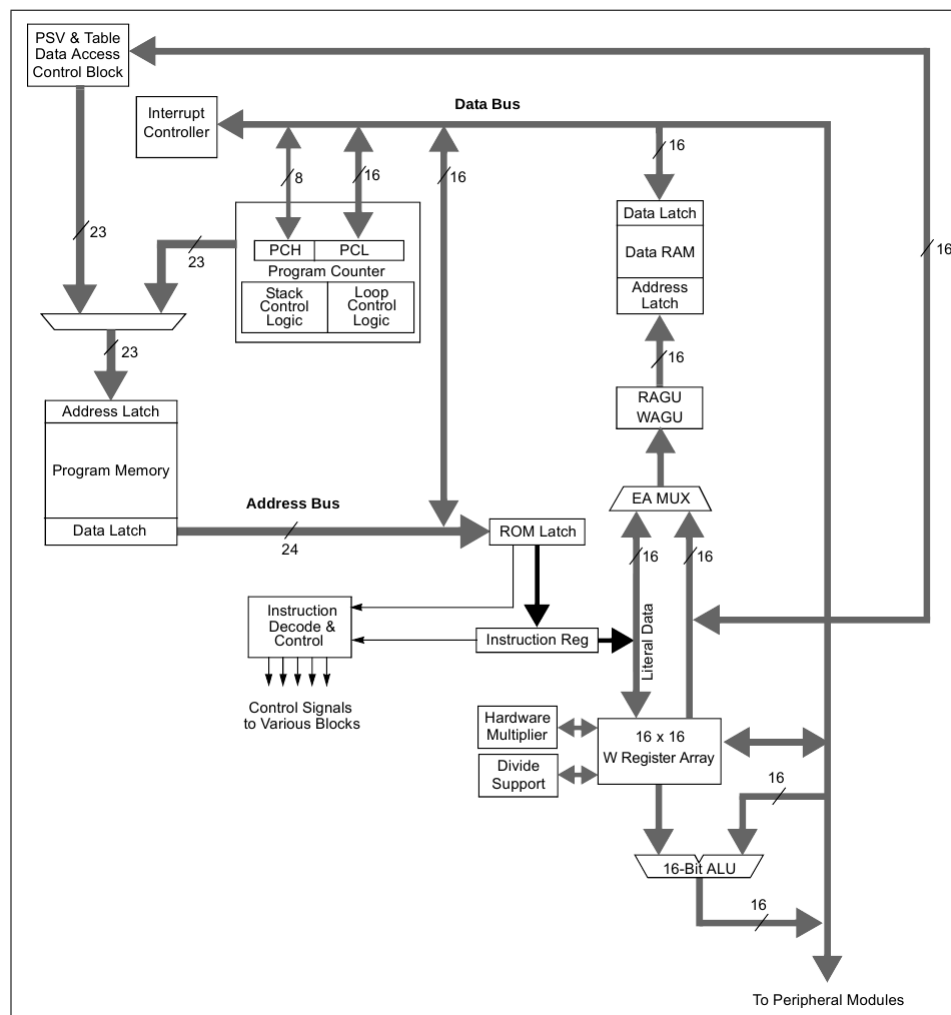 PSV & Table
Data Access
Control Block
Interrupt
Controller
Data Bus
8
16
16
16
16
23
23
PCH
PCL
Program Counter
Stack
Control
Logic
Loop
Control
Logic
Data Latch
Data RAM
Address
Latch
23
16
Address Latch
Program Memory
Data Latch
RAGU
WAGU
Address Bus
24
EA MUX
ROM Latch
16
16
Instruction
Decode &
Control
Instruction Reg
Literal Data
Control Signals
to Various Blocks
Hardware
Multiplier
Divide
Support
16 x 16
W Register Array
16
16-Bit ALU
16
To Peripheral Modules